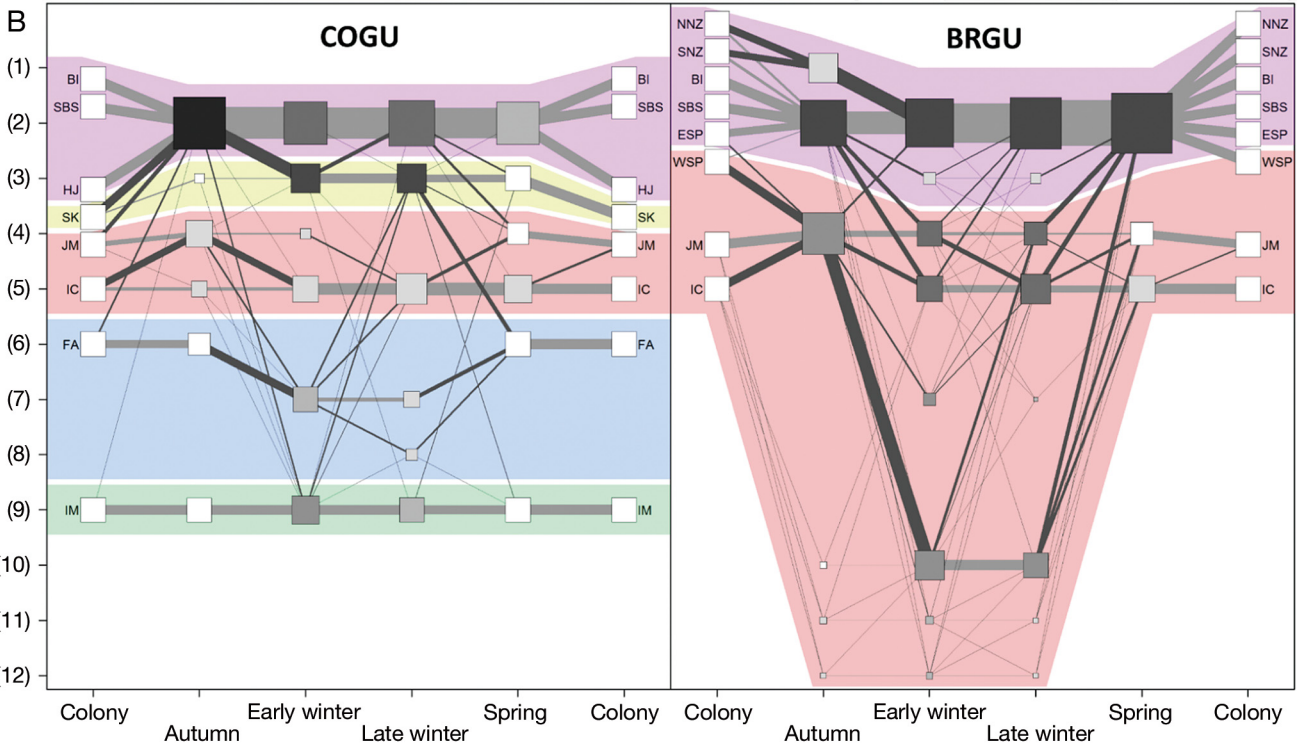 B
COGU
BRGU
(1)
(2)
(3)
(4)
(5)
(6)
(7)
(8)
(9)
10)
11)
12)
BI
SBS
HJ
SK
JM
IC
FA
IM
BI
SBS
HJ
SK
JM
IC
FA
IM
NNZ
SNZ
BI
SBS
ESP
WSP
JM
IC
NNZ
SNZ
BI
SBS
ESP
WSP
JM
IC
Colony
Autumn
Early winter
Late winter
Spring
Colony
Colony
Autumn
Early winter
Late winter
Spring
Colony